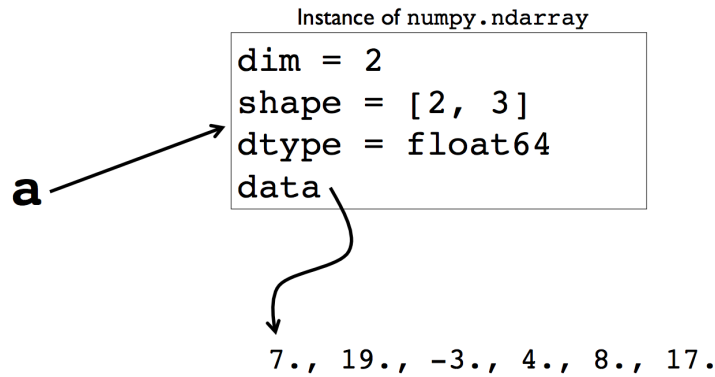 Instance of numpy.ndarray
dim = 2
shape = [2, 3]
dtype = float64
a
data
7., 19., -3., 4., 8., 17.